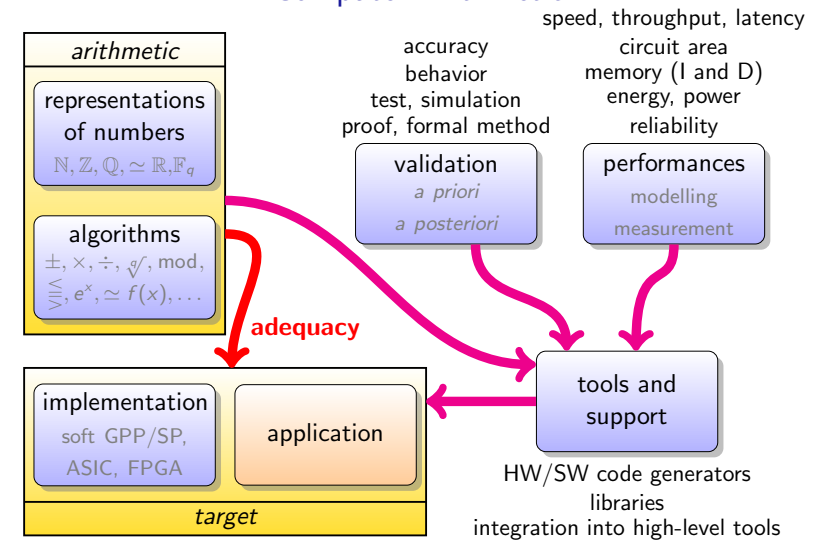 speed, throughput, latency
circuit area
memory (I and D)
energy, power
reliability
accuracy
behavior
test, simulation
proof, formal method
arithmetic
representations
of numbers
ℕ, ℤ, ℚ, ≃ ℝ, 𝔽_q
algorithms
±, ×, ÷, ᵠ√, mod,
≤=>, eˣ, ≃ f(x), ...
validation
a priori
a posteriori
performances
modelling
measurement
adequacy
tools and
support
HW/SW code generators
libraries
integration into high-level tools
implementation
soft GPP/SP,
ASIC, FPGA
application
target